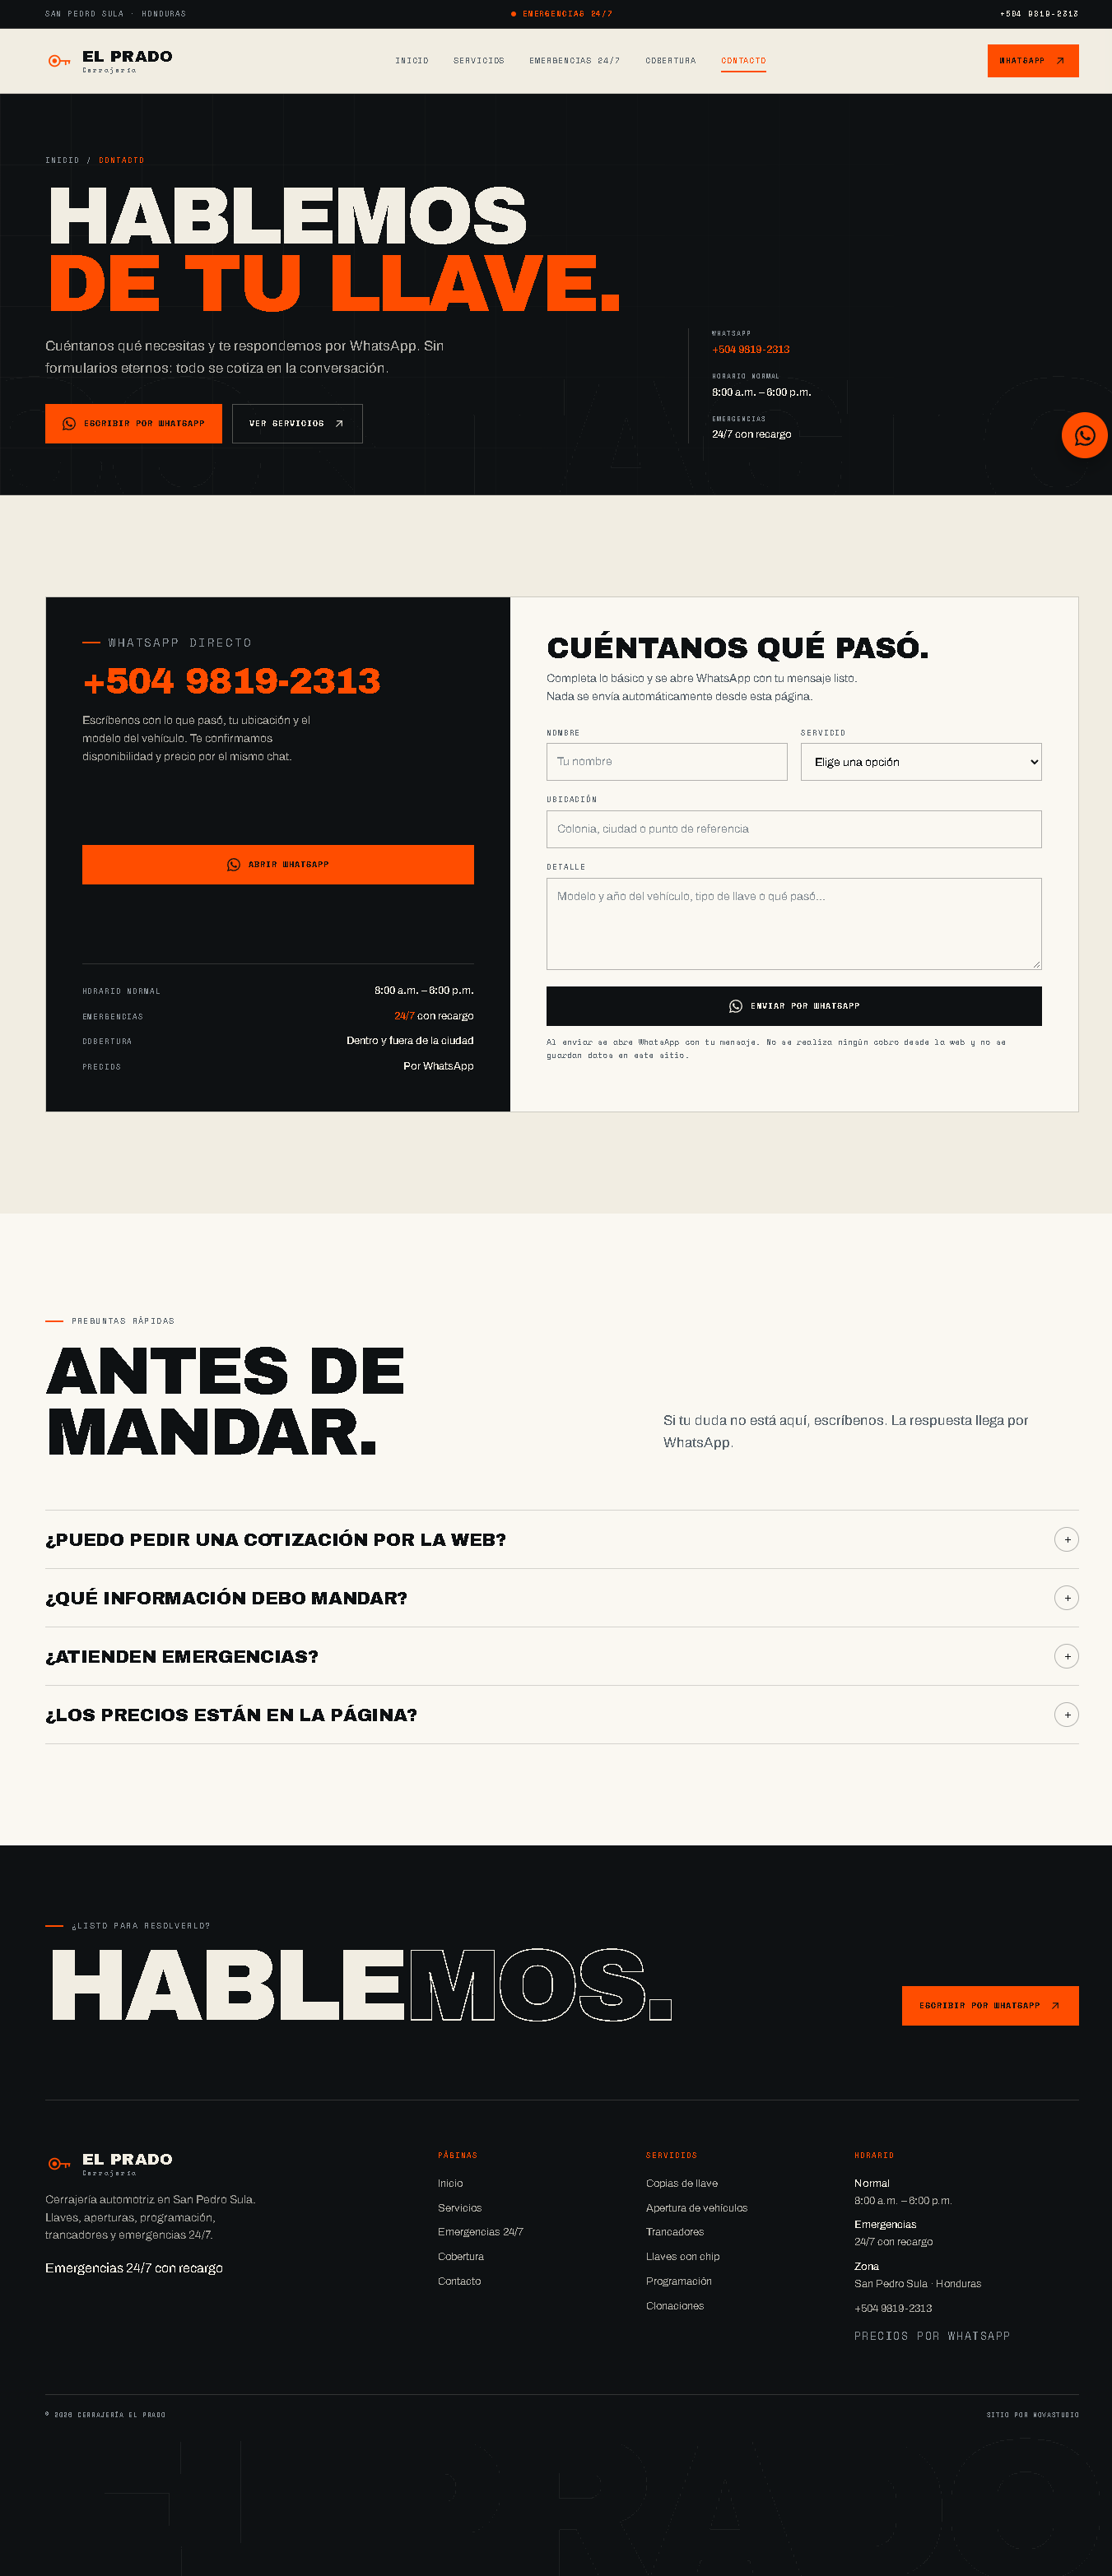 SAN PEDRO SULA · HONDURAS
EMERGENCIAS 24/7
+504 9819-2313
EL PRADO
Cerrajería
INICIO
SERVICIOS
EMERGENCIAS 24/7
COBERTURA
CONTACTO
WHATSAPP
INICIO / CONTACTO
HABLEMOS
DE TU LLAVE.
Cuéntanos qué necesitas y te respondemos por WhatsApp. Sin
formularios eternos: todo se cotiza en la conversación.
ESCRIBIR POR WHATSAPP
VER SERVICIOS
WHATSAPP
+504 9819-2313
HORARIO NORMAL
8:00 a.m. – 6:00 p.m.
EMERGENCIAS
24/7 con recargo
WHATSAPP DIRECTO
+504 9819-2313
Escríbenos con lo que pasó, tu ubicación y el
modelo del vehículo. Te confirmamos
disponibilidad y precio por el mismo chat.
ABRIR WHATSAPP
HORARIO NORMAL
8:00 a.m. – 6:00 p.m.
EMERGENCIAS
24/7 con recargo
COBERTURA
Dentro y fuera de la ciudad
PRECIOS
Por WhatsApp
CUÉNTANOS QUÉ PASÓ.
Completa lo básico y se abre WhatsApp con tu mensaje listo.
Nada se envía automáticamente desde esta página.
NOMBRE
Tu nombre
SERVICIO
Elige una opción
UBICACIÓN
Colonia, ciudad o punto de referencia
DETALLE
Modelo y año del vehículo, tipo de llave o qué pasó...
ENVIAR POR WHATSAPP
Al enviar se abre WhatsApp con tu mensaje. No se realiza ningún cobro desde la web y no se
guardan datos en este sitio.
PREGUNTAS RÁPIDAS
ANTES DE
MANDAR.
Si tu duda no está aquí, escríbenos. La respuesta llega por
WhatsApp.
¿PUEDO PEDIR UNA COTIZACIÓN POR LA WEB?
+
¿QUÉ INFORMACIÓN DEBO MANDAR?
+
¿ATIENDEN EMERGENCIAS?
+
¿LOS PRECIOS ESTÁN EN LA PÁGINA?
+
¿LISTO PARA RESOLVERLO?
HABLEMOS.
ESCRIBIR POR WHATSAPP
EL PRADO
Cerrajería
Cerrajería automotriz en San Pedro Sula.
Llaves, aperturas, programación,
trancadores y emergencias 24/7.
Emergencias 24/7 con recargo
PÁGINAS
Inicio
Servicios
Emergencias 24/7
Cobertura
Contacto
SERVICIOS
Copias de llave
Apertura de vehículos
Trancadores
Llaves con chip
Programación
Clonaciones
HORARIO
Normal
8:00 a.m. – 6:00 p.m.
Emergencias
24/7 con recargo
Zona
San Pedro Sula · Honduras
+504 9819-2313
PRECIOS POR WHATSAPP
© 2026 CERRAJERÍA EL PRADO
SITIO POR NOVASTUDIO
EL PRADO